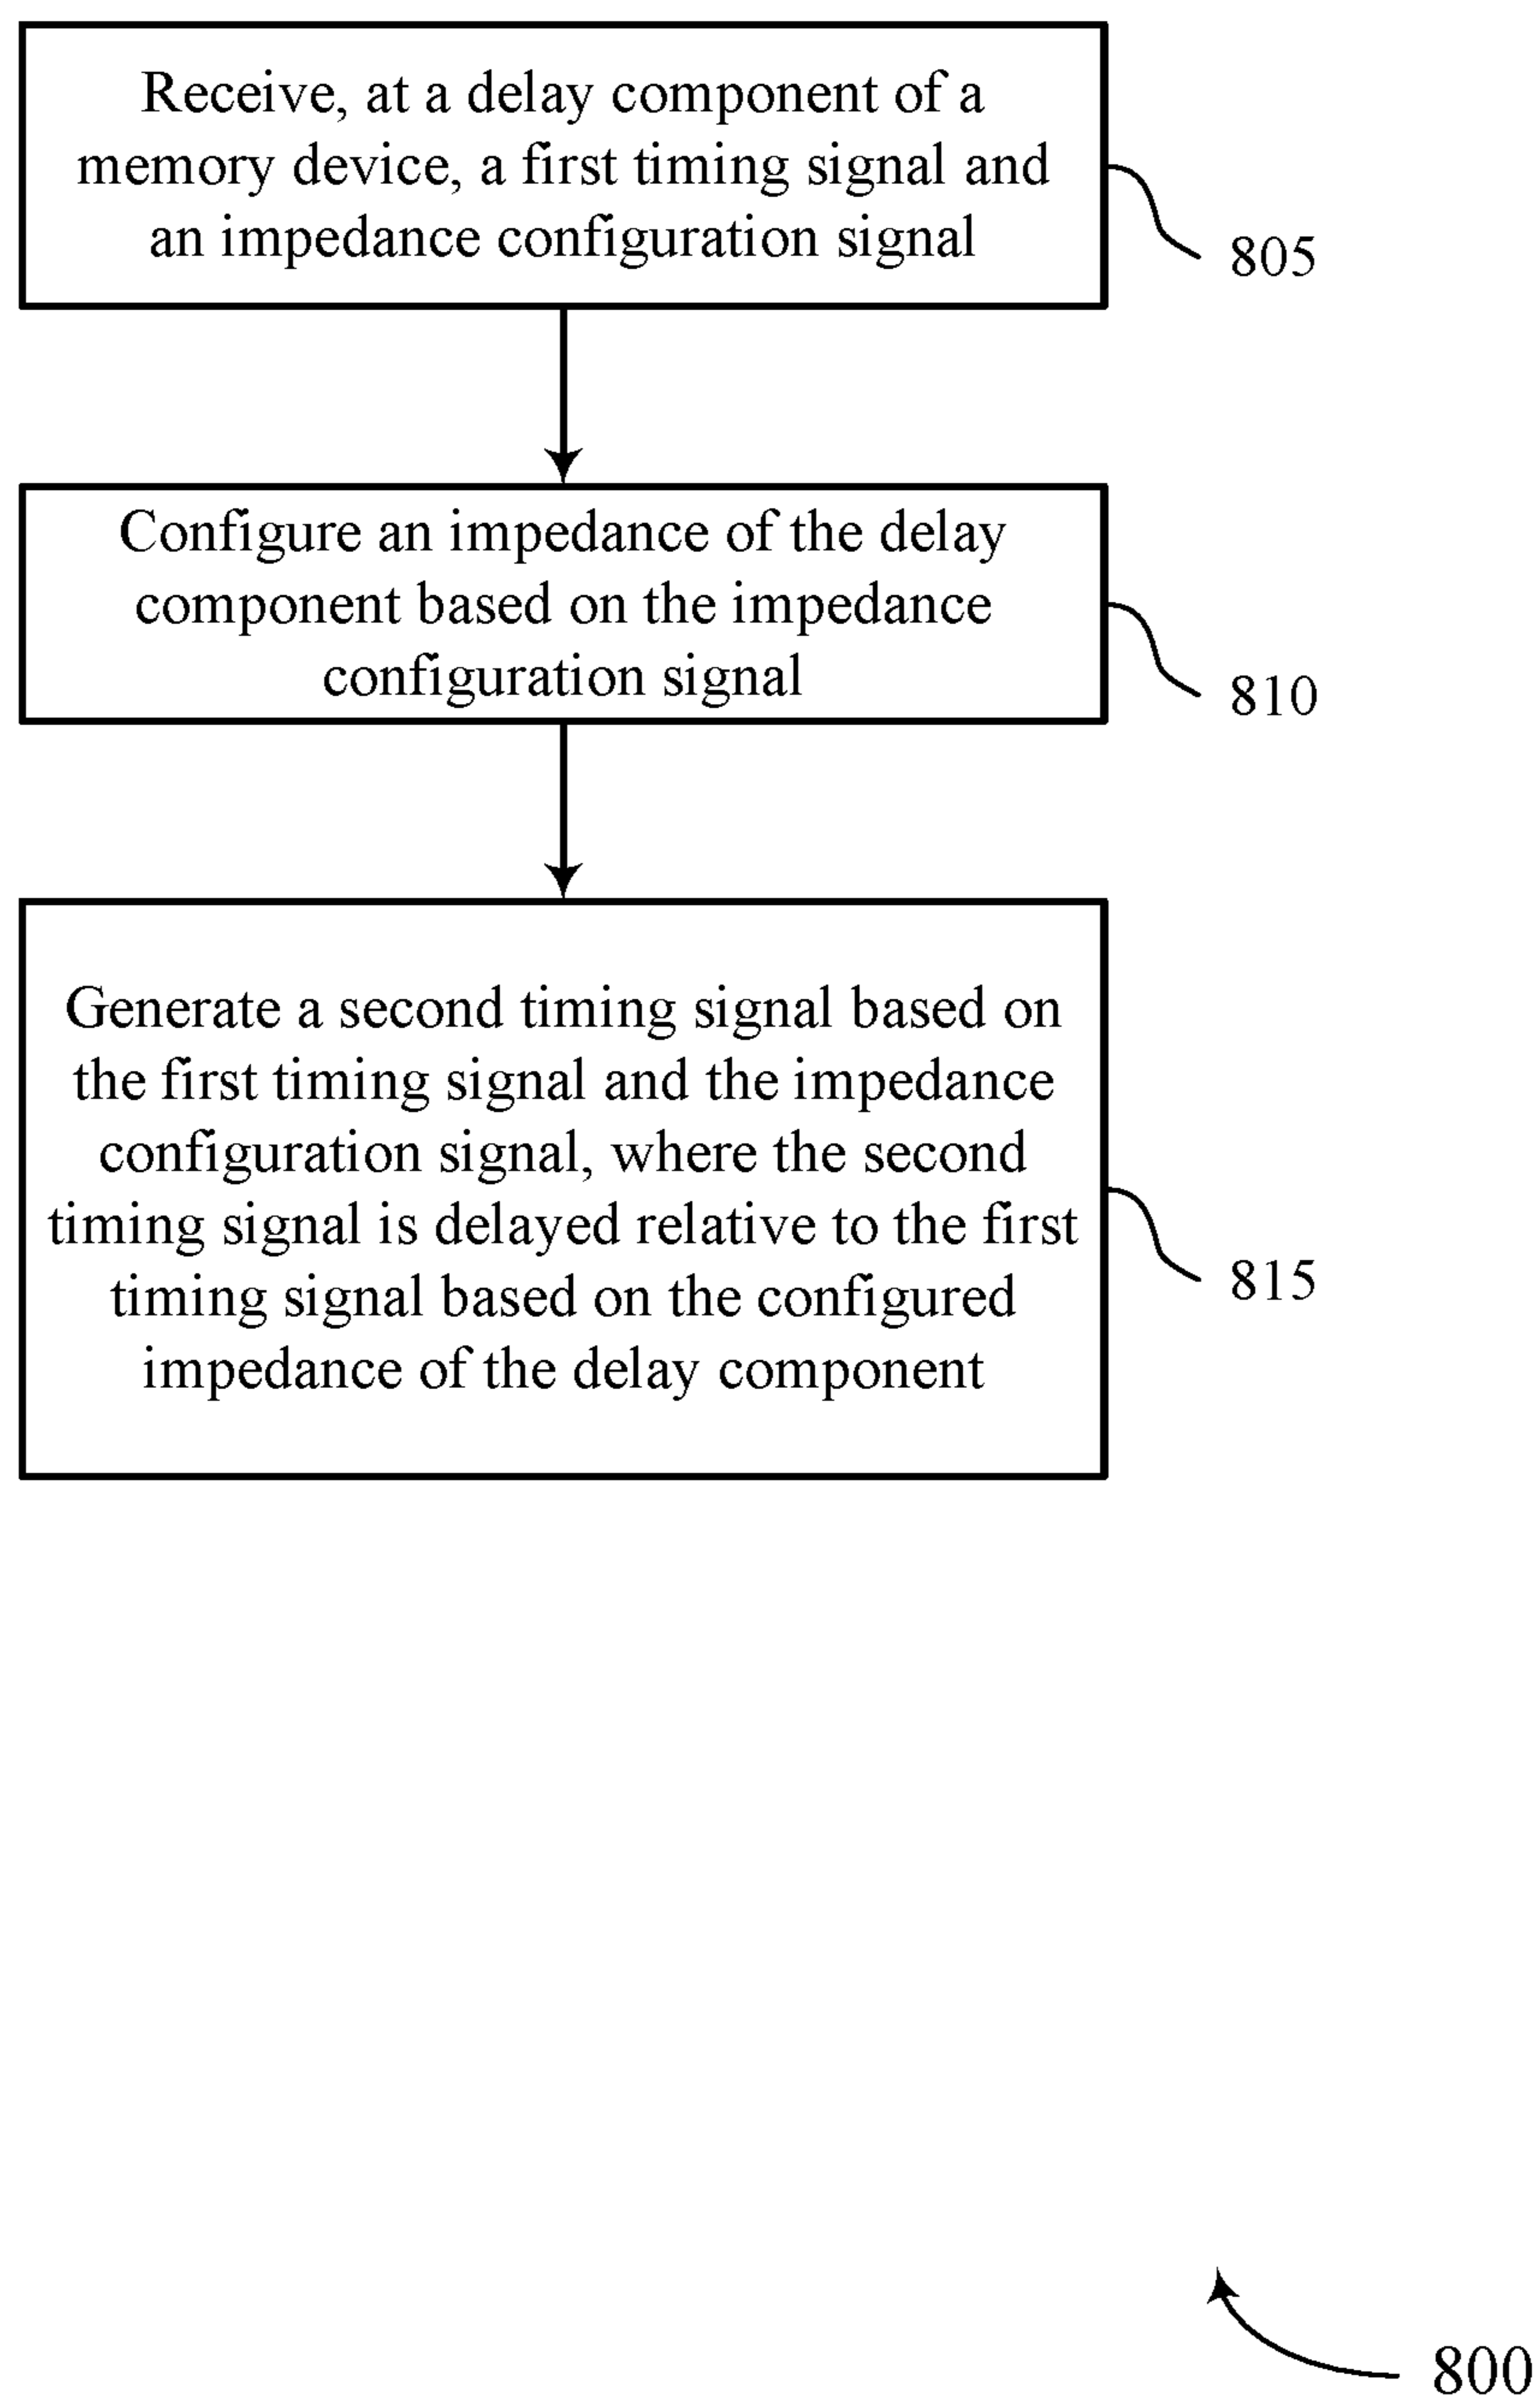 Receive, at a delay component of a
memory device, a first timing signal and
an impedance configuration signal
805
Configure an impedance of the delay
component based on the impedance
configuration signal
810
Generate a second timing signal based on
the first timing signal and the impedance
configuration signal, where the second
timing signal is delayed relative to the first
timing signal based on the configured
impedance of the delay component
815
800